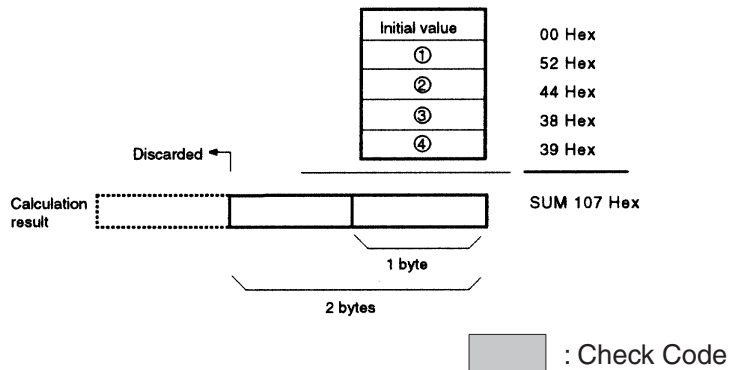 Initial value 00 Hex
① 52 Hex
② 44 Hex
③ 38 Hex
④ 39 Hex
Discarded
Calculation
result
SUM 107 Hex
1 byte
2 bytes
: Check Code